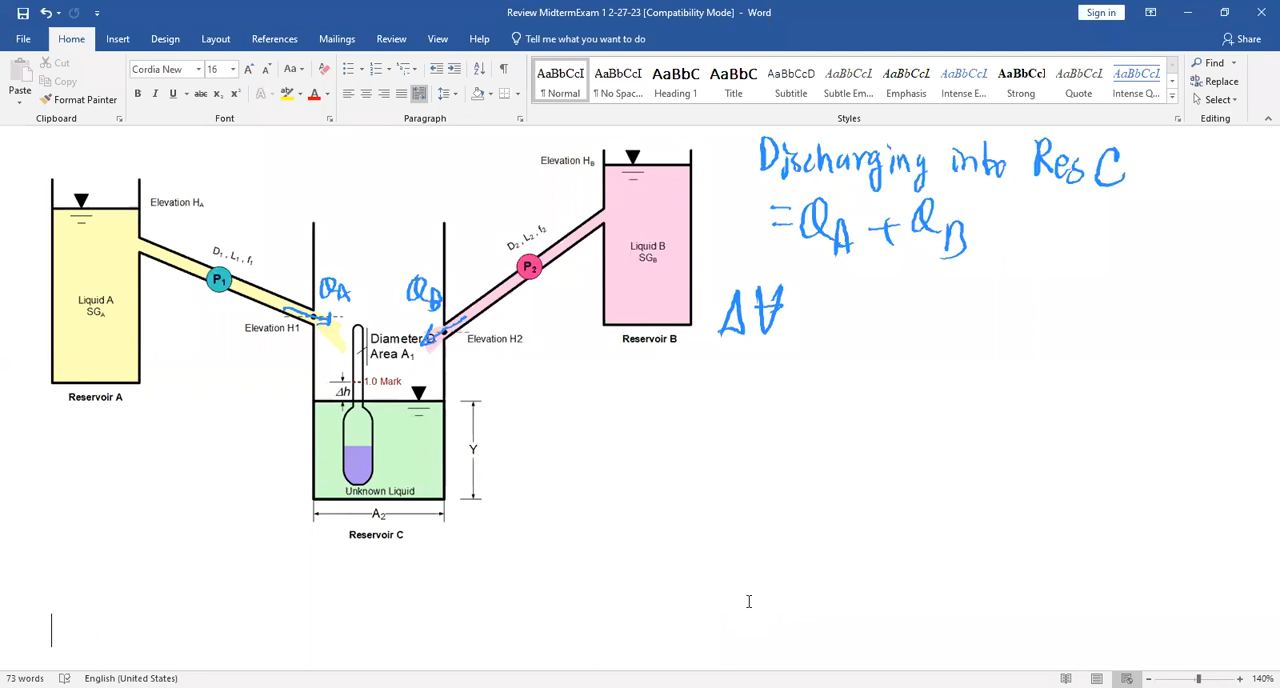 Review MidtermExam 1 2-27-23 [Compatibility Mode] - Word
Sign in
File Home Insert Design Layout References Mailings Review View Help Tell me what you want to do Share
Paste
Cut
Copy
Format Painter
Clipboard
Cordia New 16
Font
Paragraph
AaBbCcI AaBbCcI AaBbC AaBbC AaBbCcD AaBbCcI AaBbCcI AaBbCcI AaBbCcI AaBbCcI AaBbCcI
¶ Normal ¶ No Spac... Heading 1 Title Subtitle Subtle Em... Emphasis Intense E... Strong Quote Intense Q...
Styles
Find
Replace
Select
Editing
Elevation HA
Liquid A
SGA
Reservoir A
D1, L1, f1
P1
QA
Elevation H1
Diameter
Area A1
1.0 Mark
Δh
Y
Unknown Liquid
A2
Reservoir C
QB
Elevation H2
D2, L2, f2
P2
Elevation HB
Liquid B
SGB
Reservoir B
Discharging into Res C
= QA + QB
ΔV
73 words English (United States) 140%